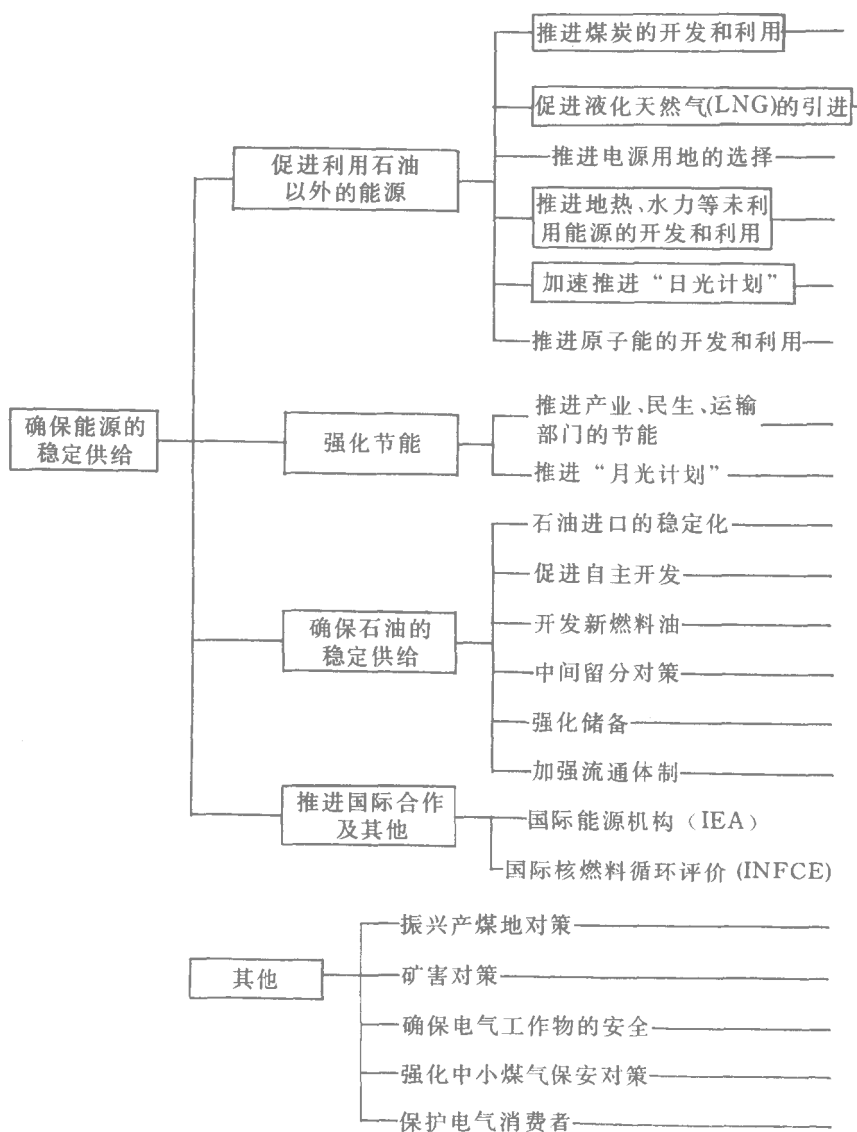 推进煤炭的开发和利用
促进液化天然气(LNG)的引进
促进利用石油
以外的能源
推进电源用地的选择
推进地热、水力等未利
用能源的开发和利用
加速推进“日光计划”
推进原子能的开发和利用
确保能源的
稳定供给
强化节能
推进产业、民生、运输
部门的节能
推进“月光计划”
石油进口的稳定化
促进自主开发
确保石油的
稳定供给
开发新燃料油
中间留分对策
强化储备
加强流通体制
推进国际合作
及其他
国际能源机构（IEA）
国际核燃料循环评价(INFCE)
其他
振兴产煤地对策
矿害对策
确保电气工作物的安全
强化中小煤气保安对策
保护电气消费者